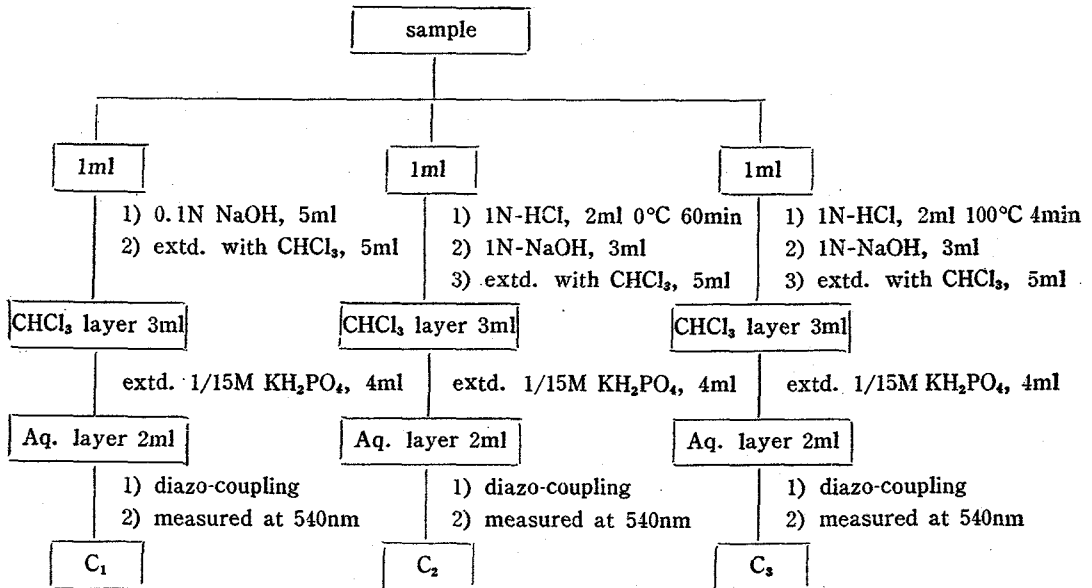 sample
1ml
1ml
1ml
1) 0.1N NaOH, 5ml
2) extd. with CHCl₃, 5ml
1) 1N-HCl, 2ml 0°C 60min
2) 1N-NaOH, 3ml
3) extd. with CHCl₃, 5ml
1) 1N-HCl, 2ml 100°C 4min
2) 1N-NaOH, 3ml
3) extd. with CHCl₃, 5ml
CHCl₃ layer 3ml
CHCl₃ layer 3ml
CHCl₃ layer 3ml
extd. 1/15M KH₂PO₄, 4ml
extd. 1/15M KH₂PO₄, 4ml
extd. 1/15M KH₂PO₄, 4ml
Aq. layer 2ml
Aq. layer 2ml
Aq. layer 2ml
1) diazo-coupling
2) measured at 540nm
1) diazo-coupling
2) measured at 540nm
1) diazo-coupling
2) measured at 540nm
C₁
C₂
C₃